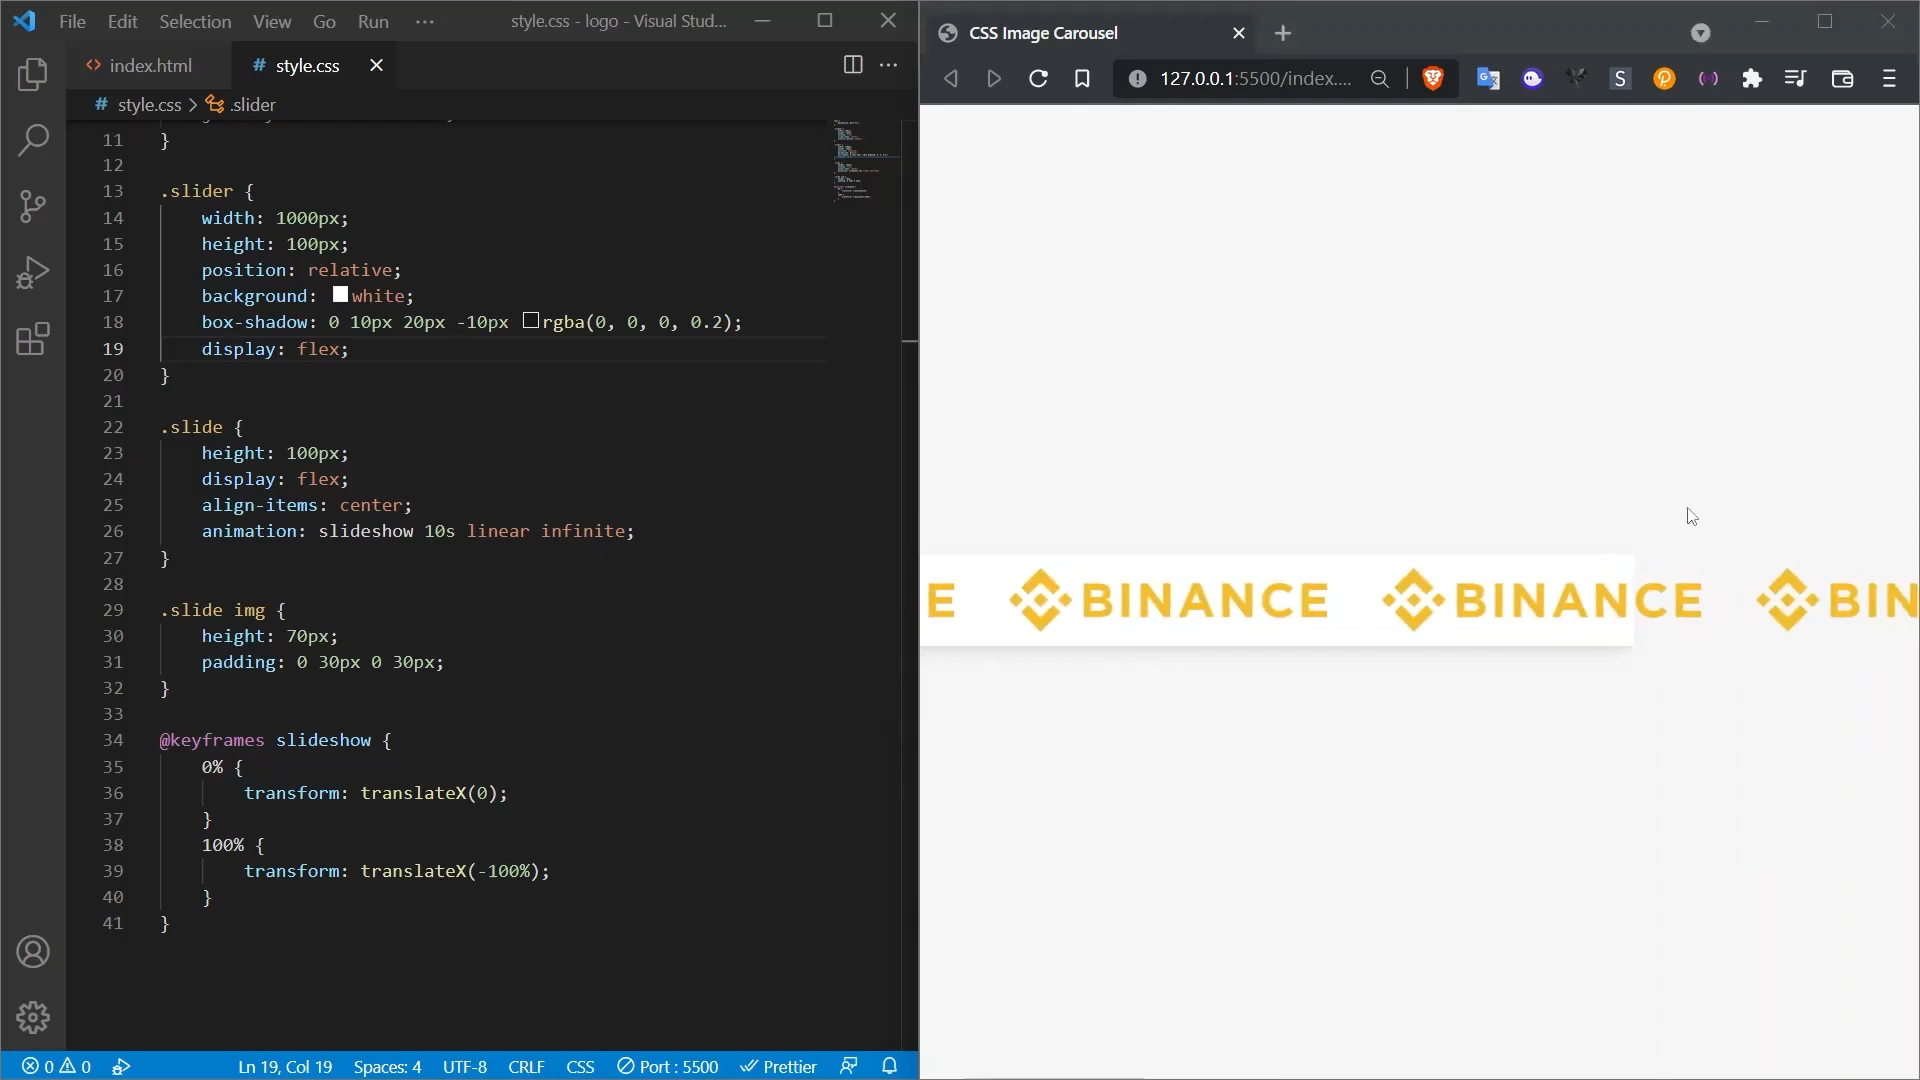 File Edit Selection View Go Run ··· style.css - logo - Visual Stud...
index.html # style.css
# style.css > .slider
11 }
12
13 .slider {
14 width: 1000px;
15 height: 100px;
16 position: relative;
17 background: white;
18 box-shadow: 0 10px 20px -10px rgba(0, 0, 0, 0.2);
19 display: flex;
20 }
21
22 .slide {
23 height: 100px;
24 display: flex;
25 align-items: center;
26 animation: slideshow 10s linear infinite;
27 }
28
29 .slide img {
30 height: 70px;
31 padding: 0 30px 0 30px;
32 }
33
34 @keyframes slideshow {
35 0% {
36 transform: translateX(0);
37 }
38 100% {
39 transform: translateX(-100%);
40 }
41 }
0 0 Ln 19, Col 19 Spaces: 4 UTF-8 CRLF CSS Port : 5500 Prettier
CSS Image Carousel
127.0.0.1:5500/index.... S
E BINANCE BINANCE BIN